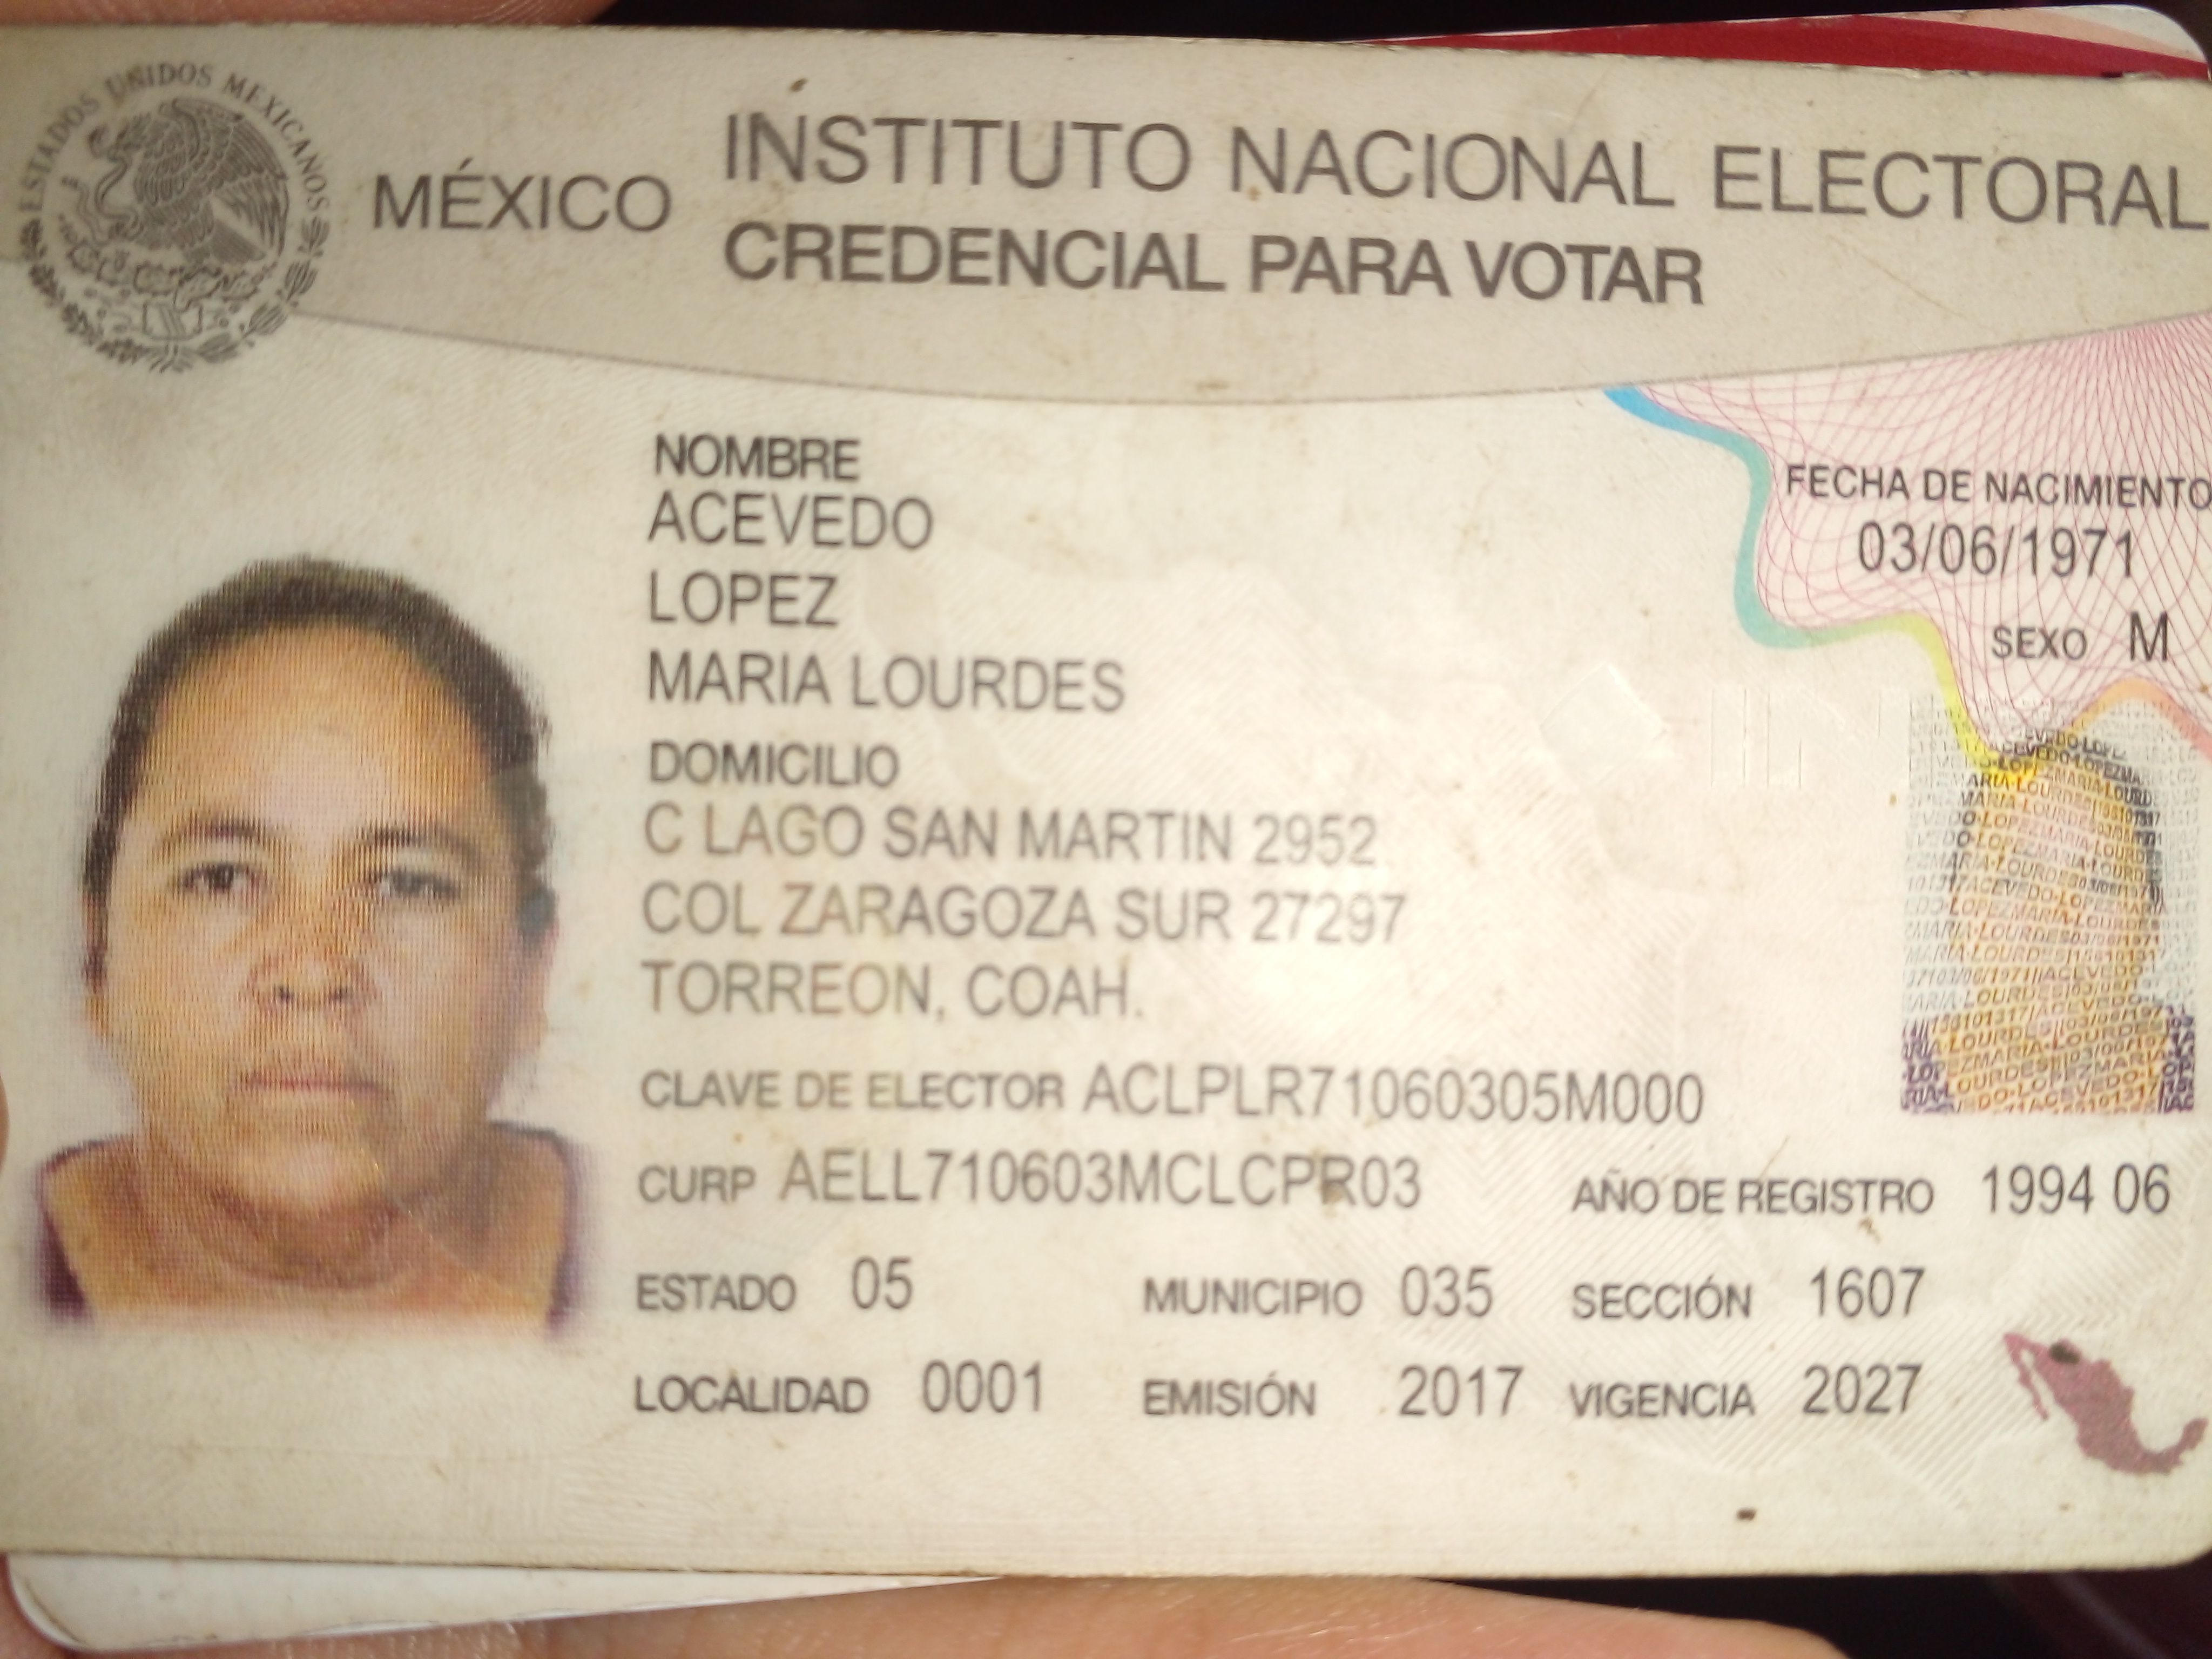 ESTADOS UNIDOS MEXICANOS
MÉXICO
INSTITUTO NACIONAL ELECTORAL
CREDENCIAL PARA VOTAR
NOMBRE
ACEVEDO
LOPEZ
MARIA LOURDES
FECHA DE NACIMIENTO
03/06/1971
SEXO M
DOMICILIO
C LAGO SAN MARTIN 2952
COL ZARAGOZA SUR 27297
TORREON, COAH.
CLAVE DE ELECTOR ACLPLR71060305M000
CURP AELL710603MCLCPR03
AÑO DE REGISTRO 1994 06
ESTADO 05
MUNICIPIO 035
SECCIÓN 1607
LOCALIDAD 0001
EMISIÓN 2017
VIGENCIA 2027